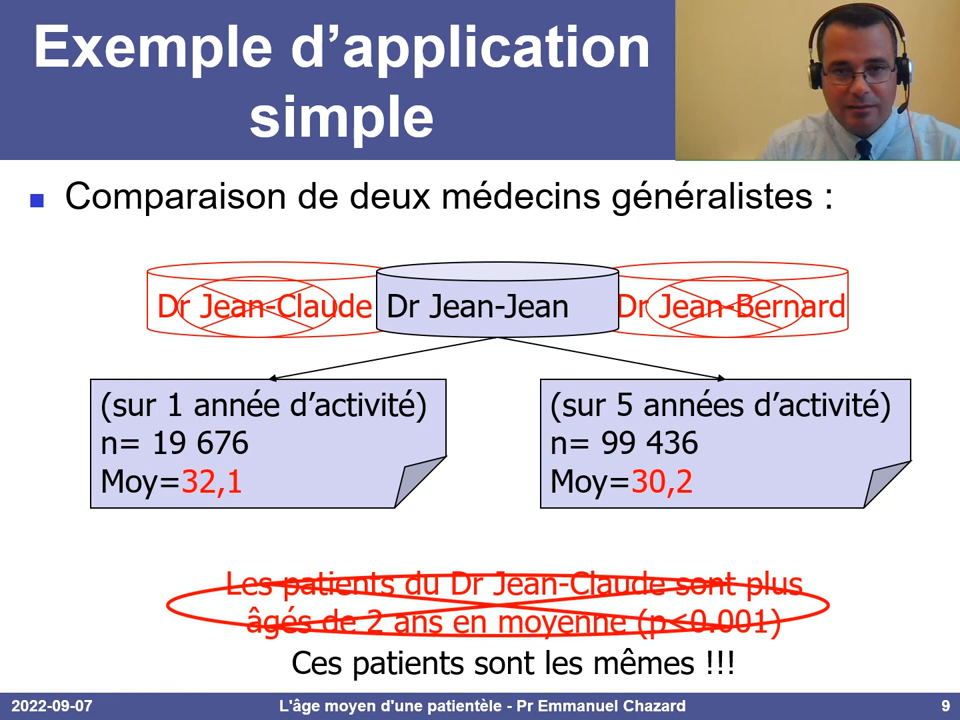 Exemple d’application
simple
Comparaison de deux médecins généralistes :
Dr Jean-Claude
Dr Jean-Jean
Dr Jean-Bernard
(sur 1 année d’activité)
n= 19 676
Moy=32,1
(sur 5 années d’activité)
n= 99 436
Moy=30,2
Les patients du Dr Jean-Claude sont plus
âgés de 2 ans en moyenne (p<0.001)
Ces patients sont les mêmes !!!
2022-09-07
L'âge moyen d'une patientèle - Pr Emmanuel Chazard
9